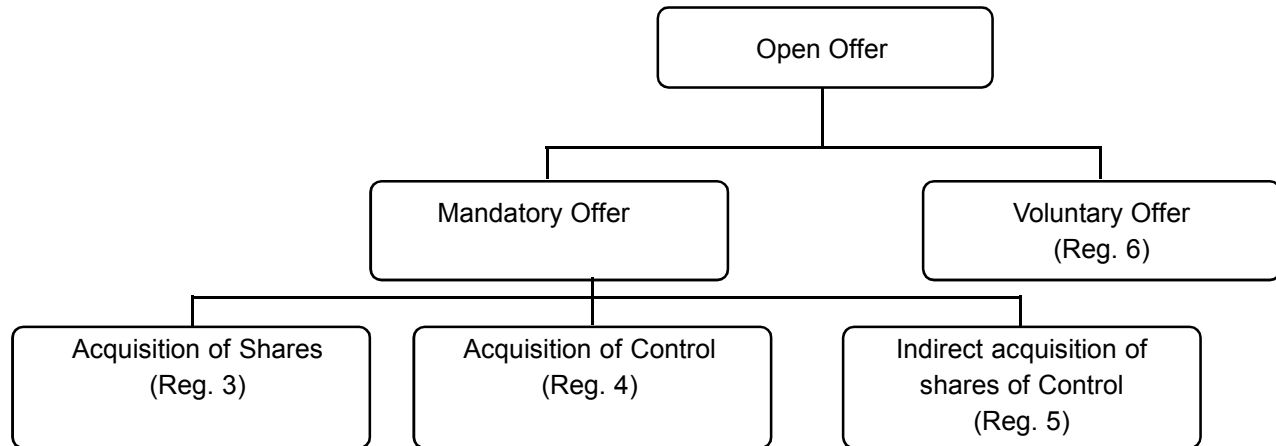 Open Offer
Mandatory Offer
Voluntary Offer
(Reg. 6)
Acquisition of Shares
(Reg. 3)
Acquisition of Control
(Reg. 4)
Indirect acquisition of
shares of Control
(Reg. 5)